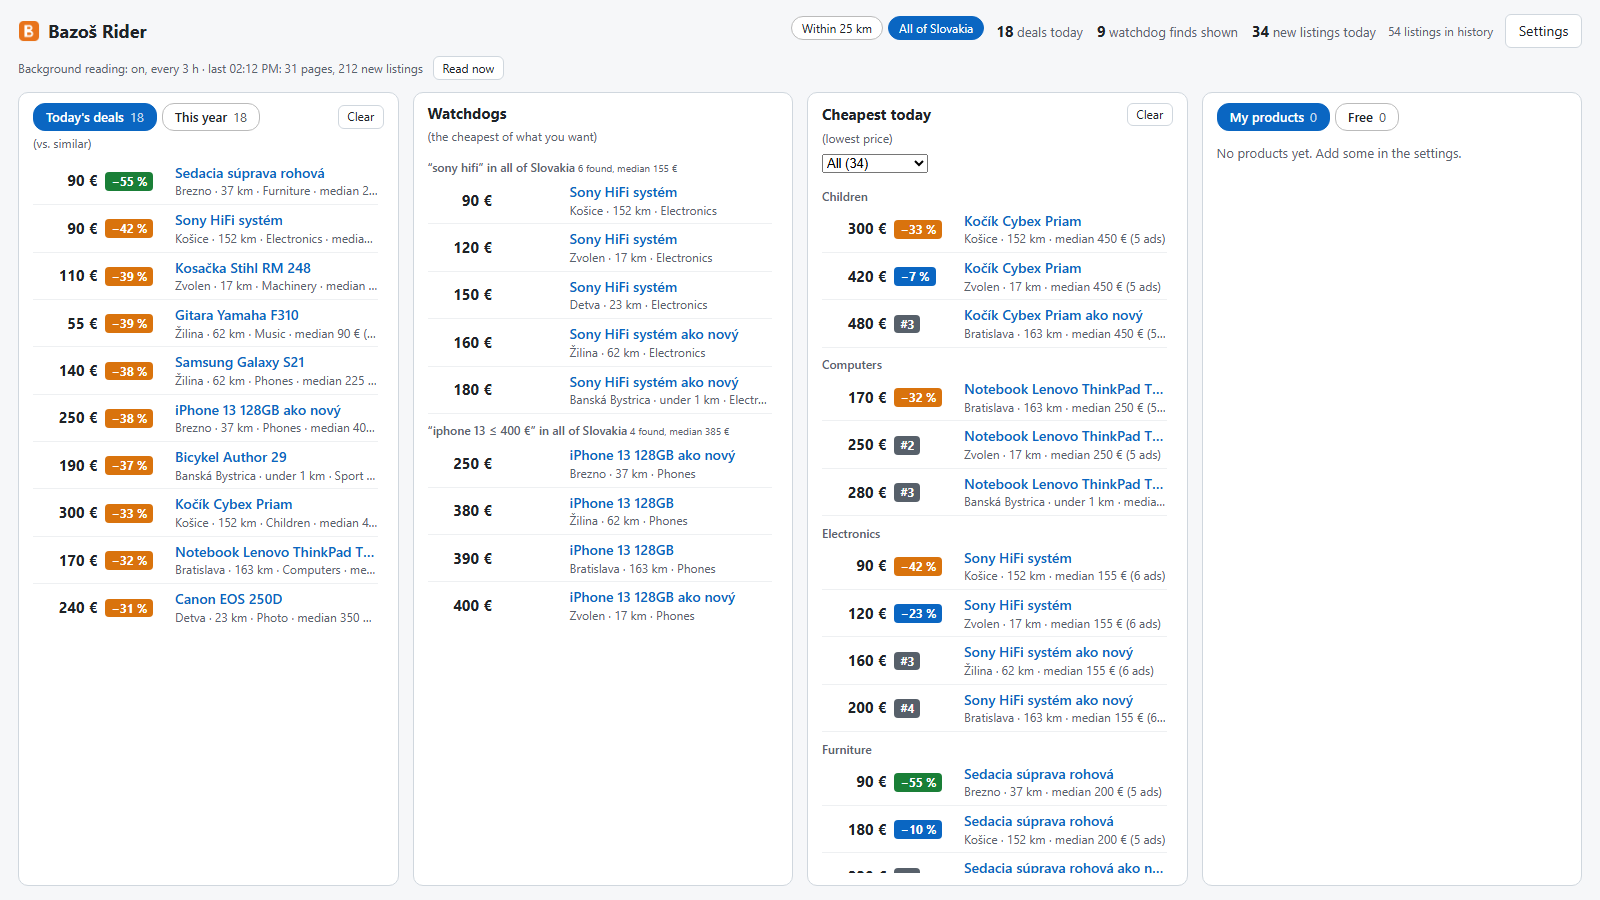 B Bazoš Rider
Within 25 km All of Slovakia 18 deals today 9 watchdog finds shown 34 new listings today 54 listings in history Settings
Background reading: on, every 3 h · last 02:12 PM: 31 pages, 212 new listings Read now
Today's deals 18 This year 18 Clear
(vs. similar)
90 € −55 % Sedacia súprava rohová
Brezno · 37 km · Furniture · median 2...
90 € −42 % Sony HiFi systém
Košice · 152 km · Electronics · media...
110 € −39 % Kosačka Stihl RM 248
Zvolen · 17 km · Machinery · median ...
55 € −39 % Gitara Yamaha F310
Žilina · 62 km · Music · median 90 € (...
140 € −38 % Samsung Galaxy S21
Žilina · 62 km · Phones · median 225 ...
250 € −38 % iPhone 13 128GB ako nový
Brezno · 37 km · Phones · median 40...
190 € −37 % Bicykel Author 29
Banská Bystrica · under 1 km · Sport ...
300 € −33 % Kočík Cybex Priam
Košice · 152 km · Children · median 4...
170 € −32 % Notebook Lenovo ThinkPad T...
Bratislava · 163 km · Computers · me...
240 € −31 % Canon EOS 250D
Detva · 23 km · Photo · median 350 ...
Watchdogs
(the cheapest of what you want)
“sony hifi” in all of Slovakia 6 found, median 155 €
90 € Sony HiFi systém
Košice · 152 km · Electronics
120 € Sony HiFi systém
Zvolen · 17 km · Electronics
150 € Sony HiFi systém
Detva · 23 km · Electronics
160 € Sony HiFi systém ako nový
Žilina · 62 km · Electronics
180 € Sony HiFi systém ako nový
Banská Bystrica · under 1 km · Electr...
“iphone 13 ≤ 400 €” in all of Slovakia 4 found, median 385 €
250 € iPhone 13 128GB ako nový
Brezno · 37 km · Phones
380 € iPhone 13 128GB
Žilina · 62 km · Phones
390 € iPhone 13 128GB
Bratislava · 163 km · Phones
400 € iPhone 13 128GB ako nový
Zvolen · 17 km · Phones
Cheapest today Clear
(lowest price)
All (34)
Children
300 € −33 % Kočík Cybex Priam
Košice · 152 km · median 450 € (5 ads)
420 € −7 % Kočík Cybex Priam
Zvolen · 17 km · median 450 € (5 ads)
480 € #3 Kočík Cybex Priam ako nový
Bratislava · 163 km · median 450 € (5...
Computers
170 € −32 % Notebook Lenovo ThinkPad T...
Bratislava · 163 km · median 250 € (5...
250 € #2 Notebook Lenovo ThinkPad T...
Zvolen · 17 km · median 250 € (5 ads)
280 € #3 Notebook Lenovo ThinkPad T...
Banská Bystrica · under 1 km · media...
Electronics
90 € −42 % Sony HiFi systém
Košice · 152 km · median 155 € (6 ads)
120 € −23 % Sony HiFi systém
Zvolen · 17 km · median 155 € (6 ads)
160 € #3 Sony HiFi systém ako nový
Žilina · 62 km · median 155 € (6 ads)
200 € #4 Sony HiFi systém ako nový
Bratislava · 163 km · median 155 € (6...
Furniture
90 € −55 % Sedacia súprava rohová
Brezno · 37 km · median 200 € (5 ads)
180 € −10 % Sedacia súprava rohová
Košice · 152 km · median 200 € (5 ads)
Sedacia súprava rohová ako n...
My products 0 Free 0
No products yet. Add some in the settings.